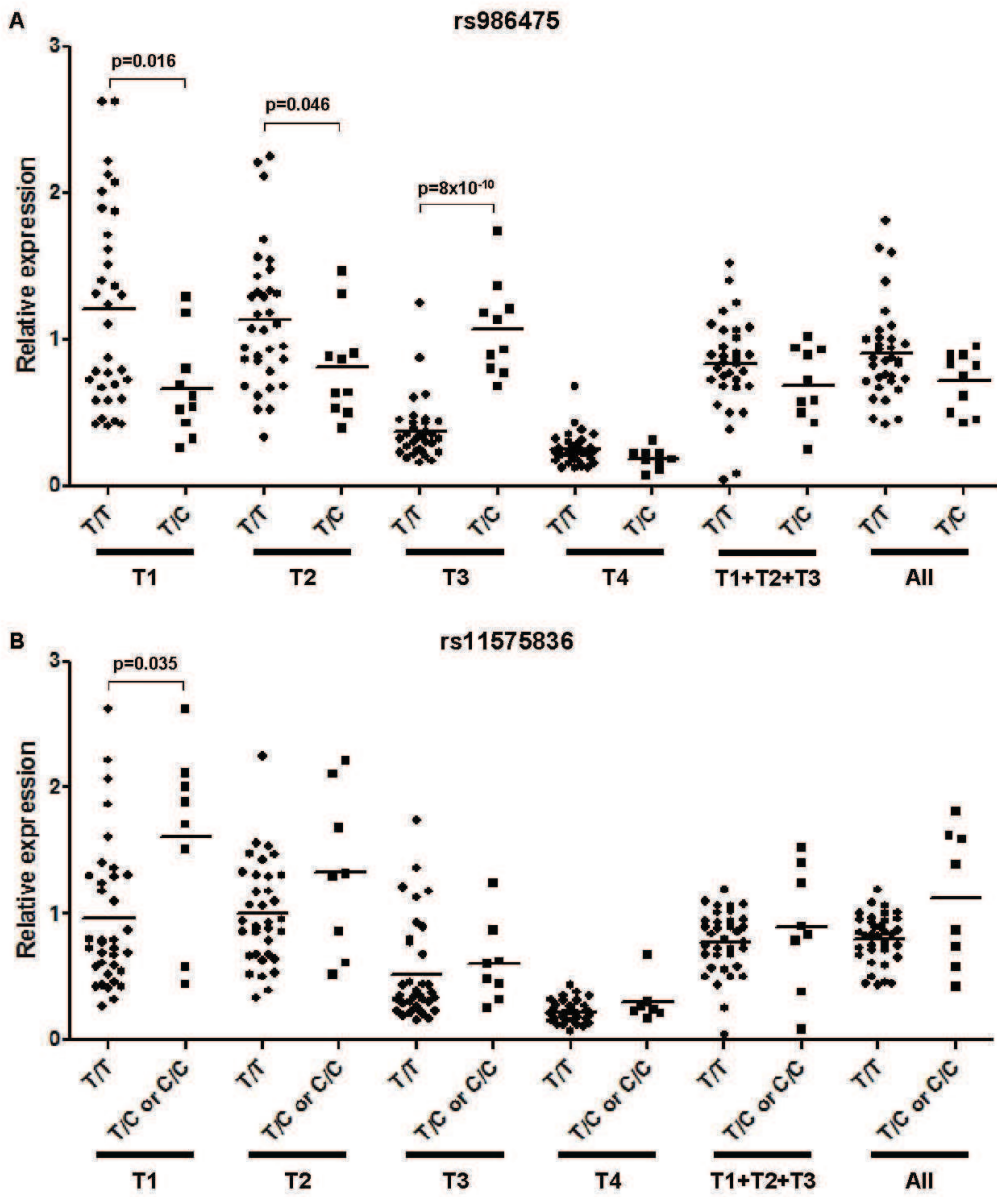 A
rs986475
3
p=0.016
p=0.046
p=8x10⁻¹⁰
2
1
0
Relative expression
T/T T/C T/T T/C T/T T/C T/T T/C T/T T/C T/T T/C
T1 T2 T3 T4 T1+T2+T3 All
B
rs11575836
3
p=0.035
2
1
0
Relative expression
T/T T/C or C/C T/T T/C or C/C T/T T/C or C/C T/T T/C or C/C T/T T/C or C/C T/T T/C or C/C
T1 T2 T3 T4 T1+T2+T3 All